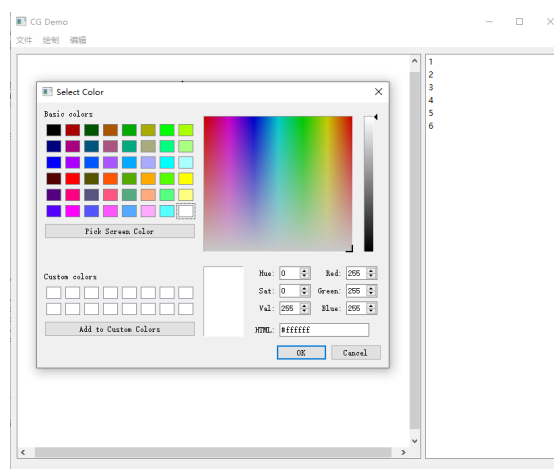 CG Demo
文件 绘制 编辑
Select Color
Basic colors
Pick Screen Color
Custom colors
Add to Custom Colors
Hue: 0 Red: 255
Sat: 0 Green: 255
Val: 255 Blue: 255
HTML: #ffffff
OK Cancel
1
2
3
4
5
6